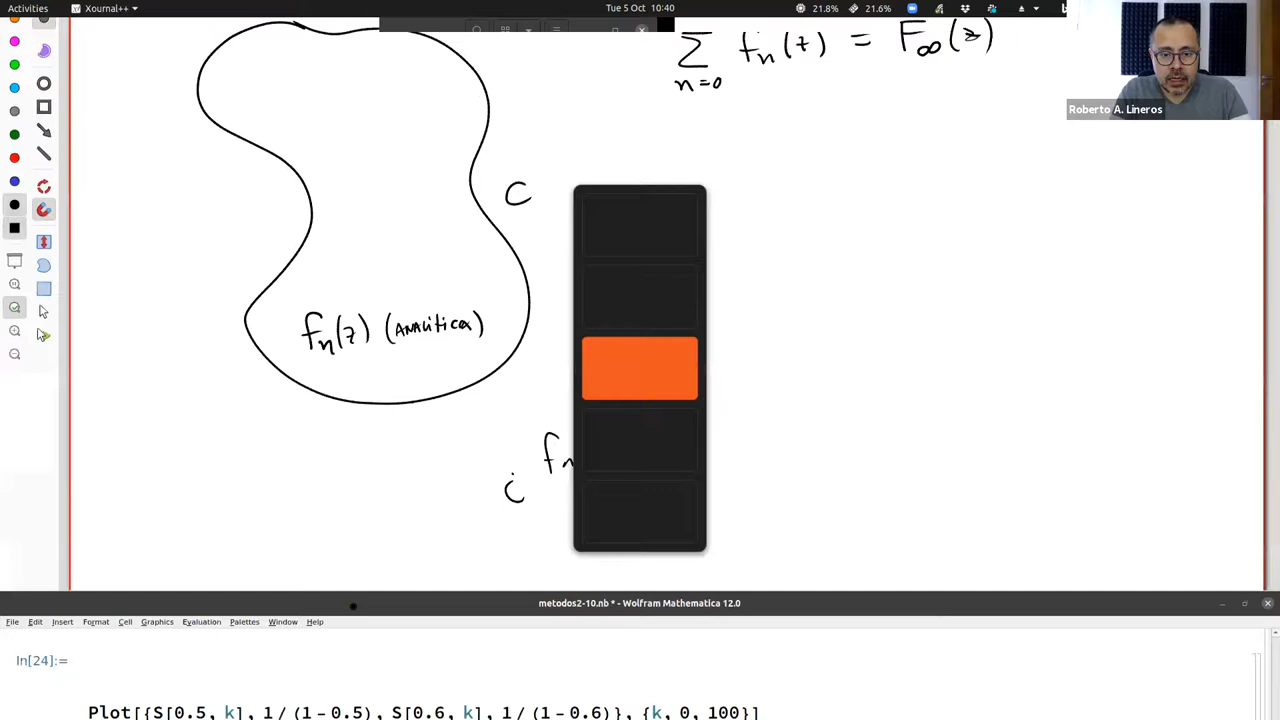 Activities Xournal++ Tue 5 Oct 10:40 21.8% 21.6%
∑ fn(z) = F∞(z)
n=0
Roberto A. Lineros
C
fn(z) (ANALíTICA)
fn
i
metodos2-10.nb * - Wolfram Mathematica 12.0
File Edit Insert Format Cell Graphics Evaluation Palettes Window Help
In[24]:=
Plot[{S[0.5, k], 1/(1-0.5), S[0.6, k], 1/(1-0.6)}, {k, 0, 100}]